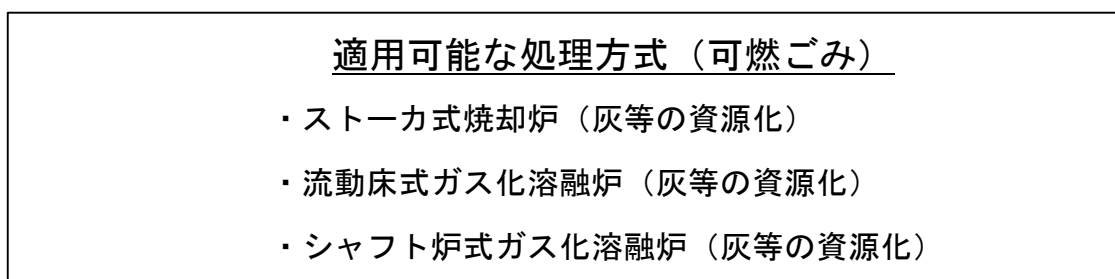 適用可能な処理方式（可燃ごみ）
・ストーカ式焼却炉（灰等の資源化）
・流動床式ガス化溶融炉（灰等の資源化）
・シャフト炉式ガス化溶融炉（灰等の資源化）